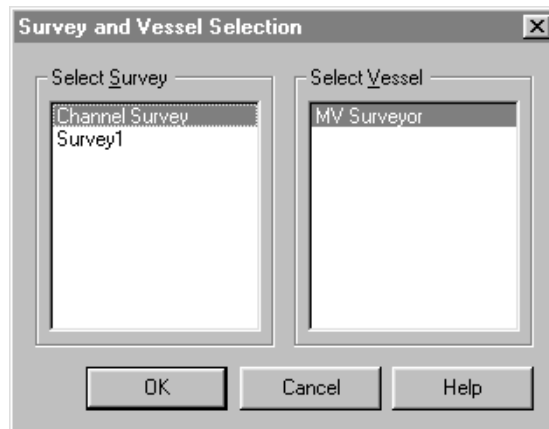 Survey and Vessel Selection
Select Survey
Channel Survey
Survey1
Select Vessel
MV Surveyor
OK
Cancel
Help